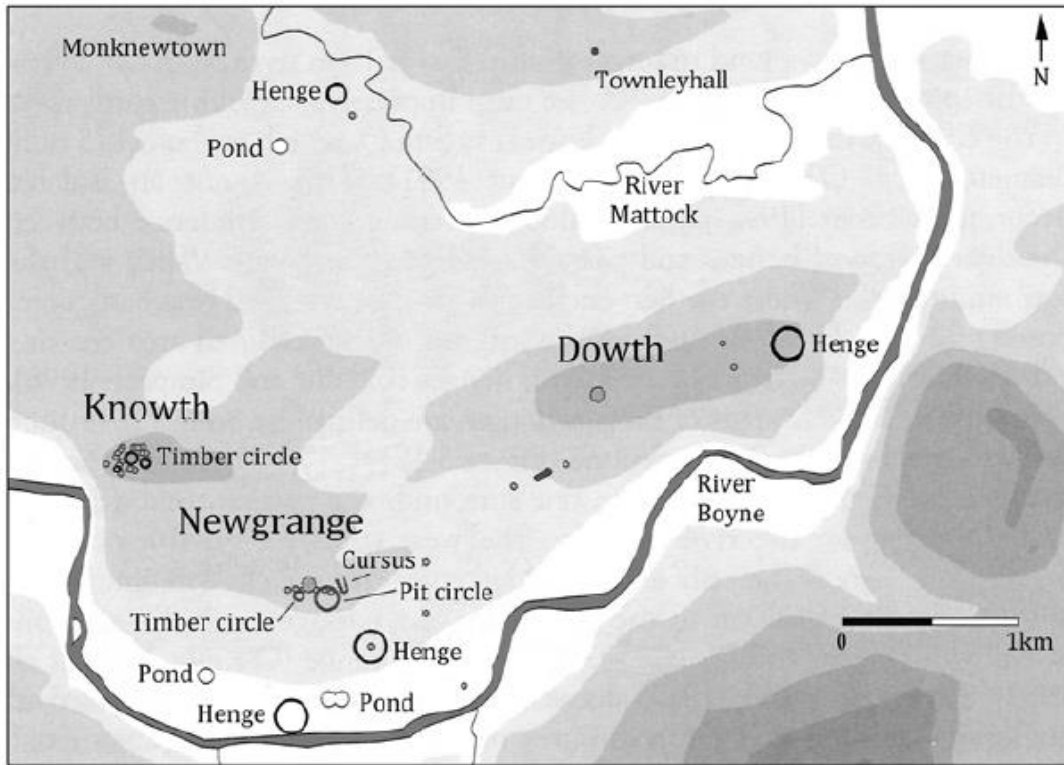 Monknewtown
Townleyhall
N
Henge
Pond
River
Mattock
Dowth
Henge
Knowth
Timber circle
River
Boyne
Newgrange
Cursus
Pit circle
Timber circle
0 1km
Henge
Pond
Pond
Henge